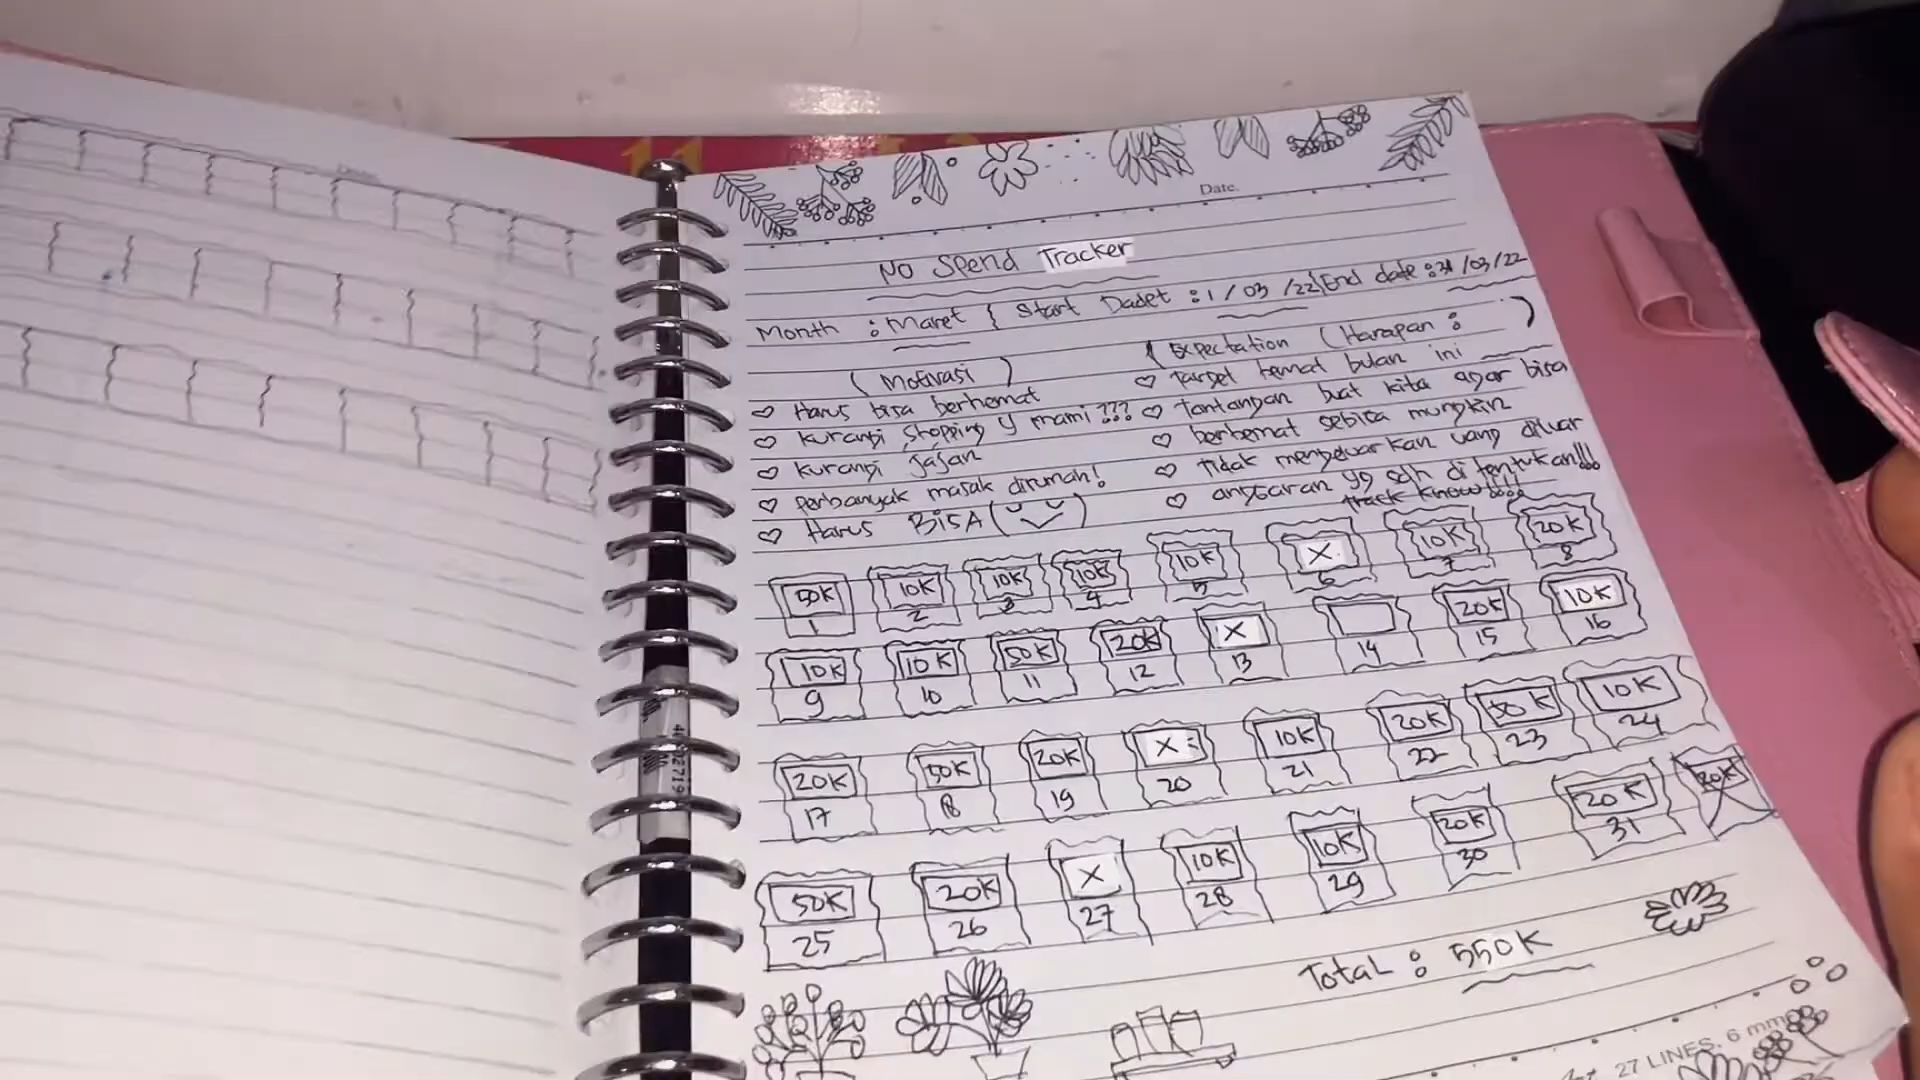 Date.
No Spend Tracker
Month : Maret { Start Dadet : 1 / 03 / 22 | End date : 31 / 03 / 22
( Motivasi )
♡ Harus bisa berhemat
♡ kurangi shopping y mami ???
♡ kurangi jajan
♡ perbanyak masak dirumah!
♡ Harus BISA
( Expectation ( Harapan : )
♡ Target hemat bulan ini
♡ tantangan buat kita agar bisa
♡ berhemat sebisa mungkin
♡ tidak mengeluarkan uang diluar
♡ anggaran yg sdh di tentukan!!!
track know
50K 10K 10K 10K 10K X 10K 20K
1 2 3 4 5 6 7 8
10K 10K 50K 20K X 20K 10K
9 10 11 12 13 14 15 16
20K 50K 20K X 10K 20K 50K 10K
17 18 19 20 21 22 23 24
50K 20K X 10K 10K 20K 20K 20K
25 26 27 28 29 30 31
Total : 550K
27 LINES. 6 mm